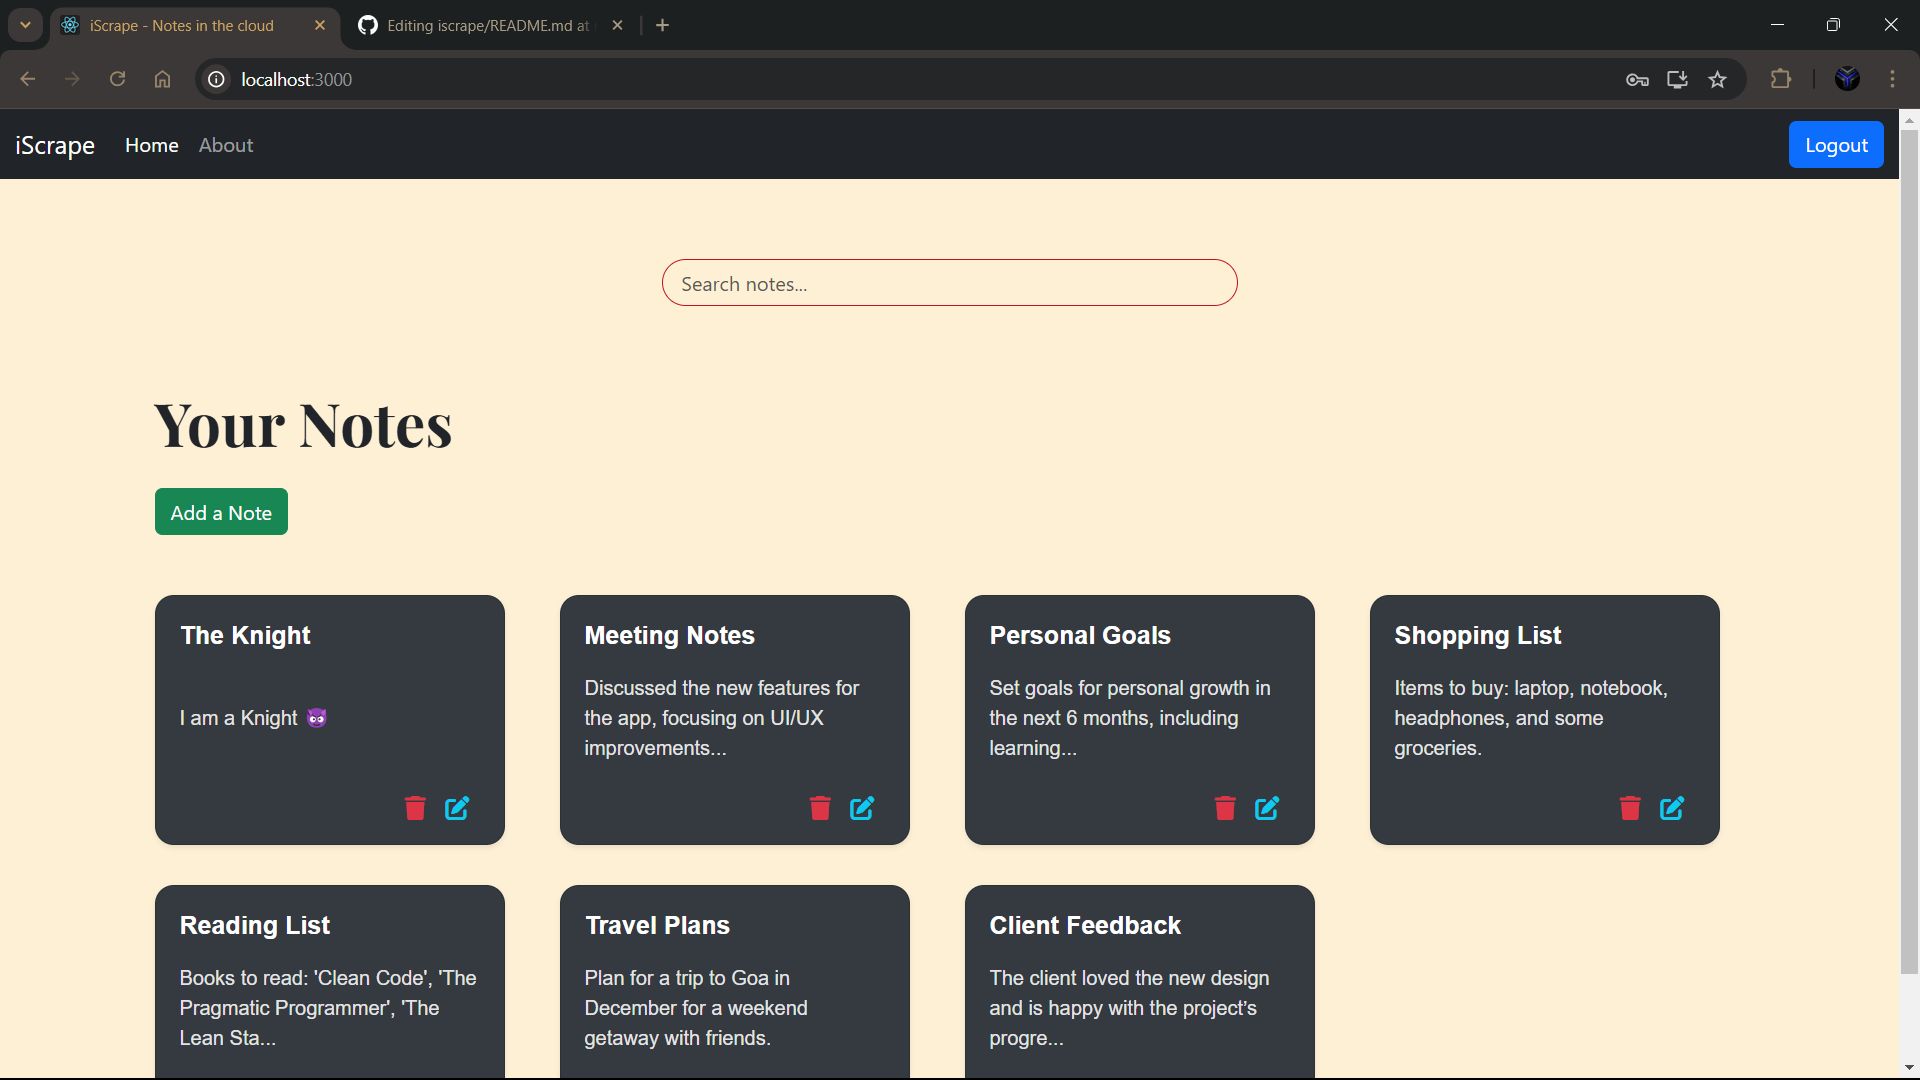 iScrape - Notes in the cloud
Editing iscrape/README.md at
localhost:3000
iScrape Home About Logout
Search notes...
Your Notes
Add a Note
The Knight
I am a Knight 😈
Meeting Notes
Discussed the new features for
the app, focusing on UI/UX
improvements...
Personal Goals
Set goals for personal growth in
the next 6 months, including
learning...
Shopping List
Items to buy: laptop, notebook,
headphones, and some
groceries.
Reading List
Books to read: 'Clean Code', 'The
Pragmatic Programmer', 'The
Lean Sta...
Travel Plans
Plan for a trip to Goa in
December for a weekend
getaway with friends.
Client Feedback
The client loved the new design
and is happy with the project's
progre...